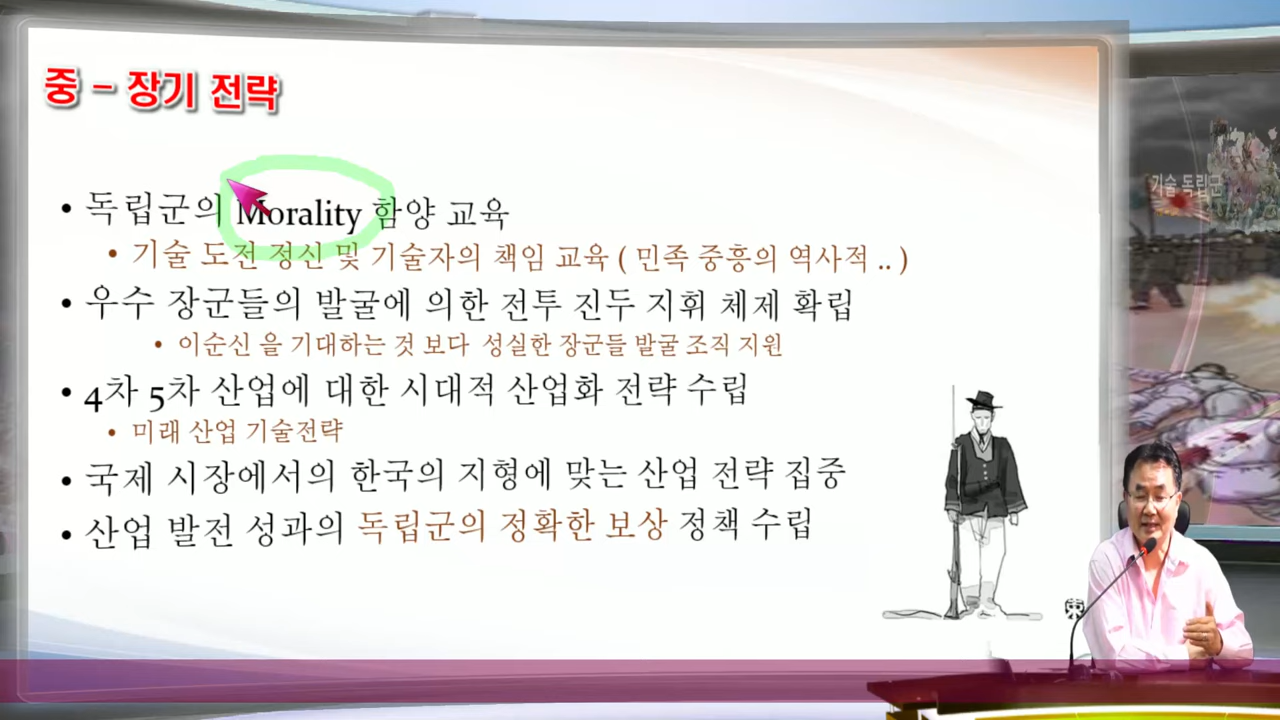 중 – 장기 전략
• 독립군의 Morality 함양 교육
• 기술 도전 정신 및 기술자의 책임 교육 ( 민족 중흥의 역사적 .. )
• 우수 장군들의 발굴에 의한 전투 진두 지휘 체제 확립
• 이순신 을 기대하는 것 보다 성실한 장군들 발굴 조직 지원
• 4차 5차 산업에 대한 시대적 산업화 전략 수립
• 미래 산업 기술전략
• 국제 시장에서의 한국의 지형에 맞는 산업 전략 집중
• 산업 발전 성과의 독립군의 정확한 보상 정책 수립
기술 독립군